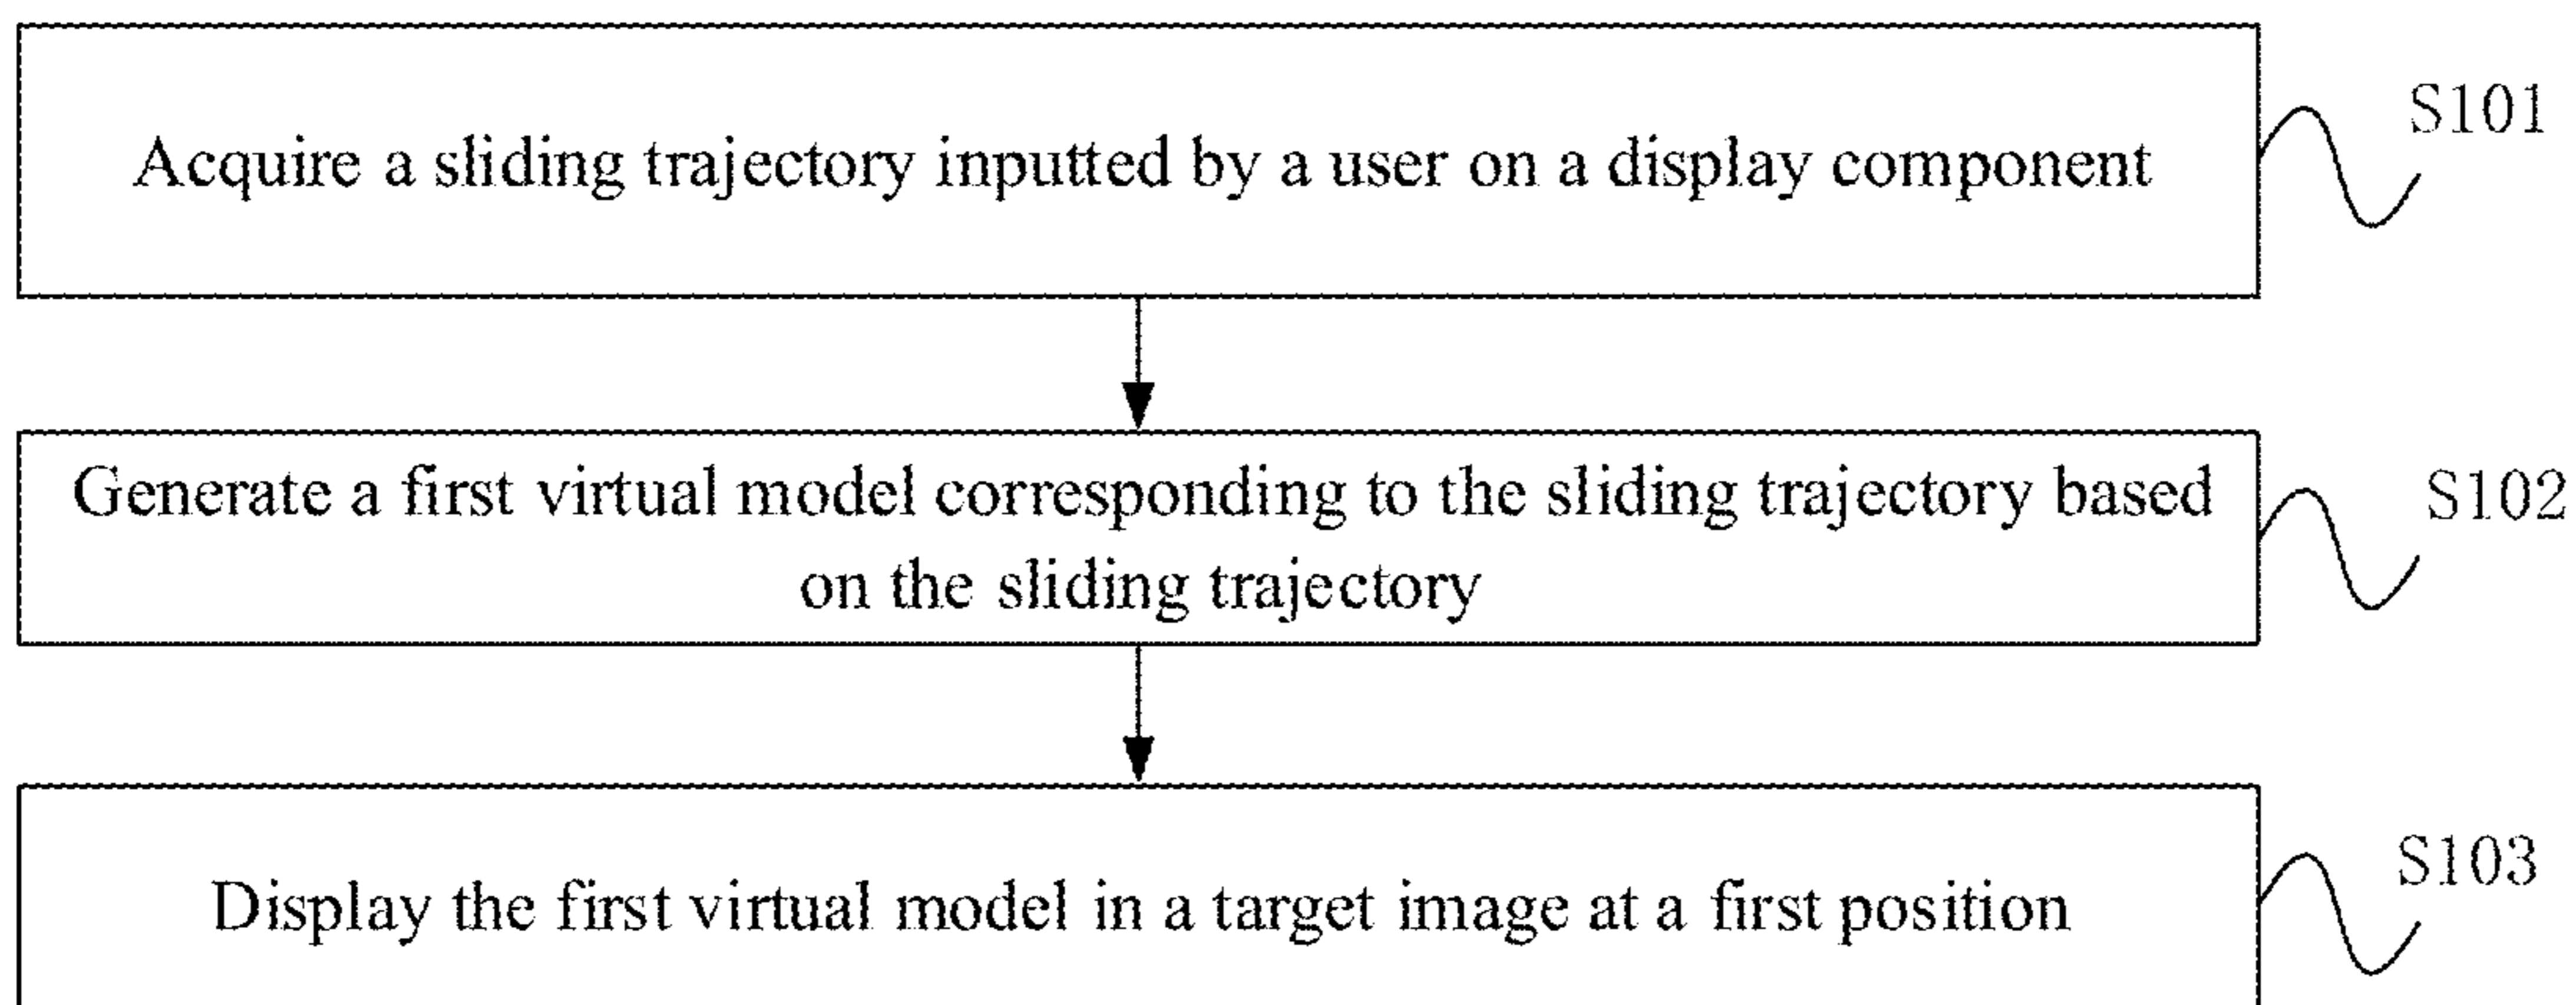 Acquire a sliding trajectory inputted by a user on a display component
S101
Generate a first virtual model corresponding to the sliding trajectory based
on the sliding trajectory
S102
Display the first virtual model in a target image at a first position
S103